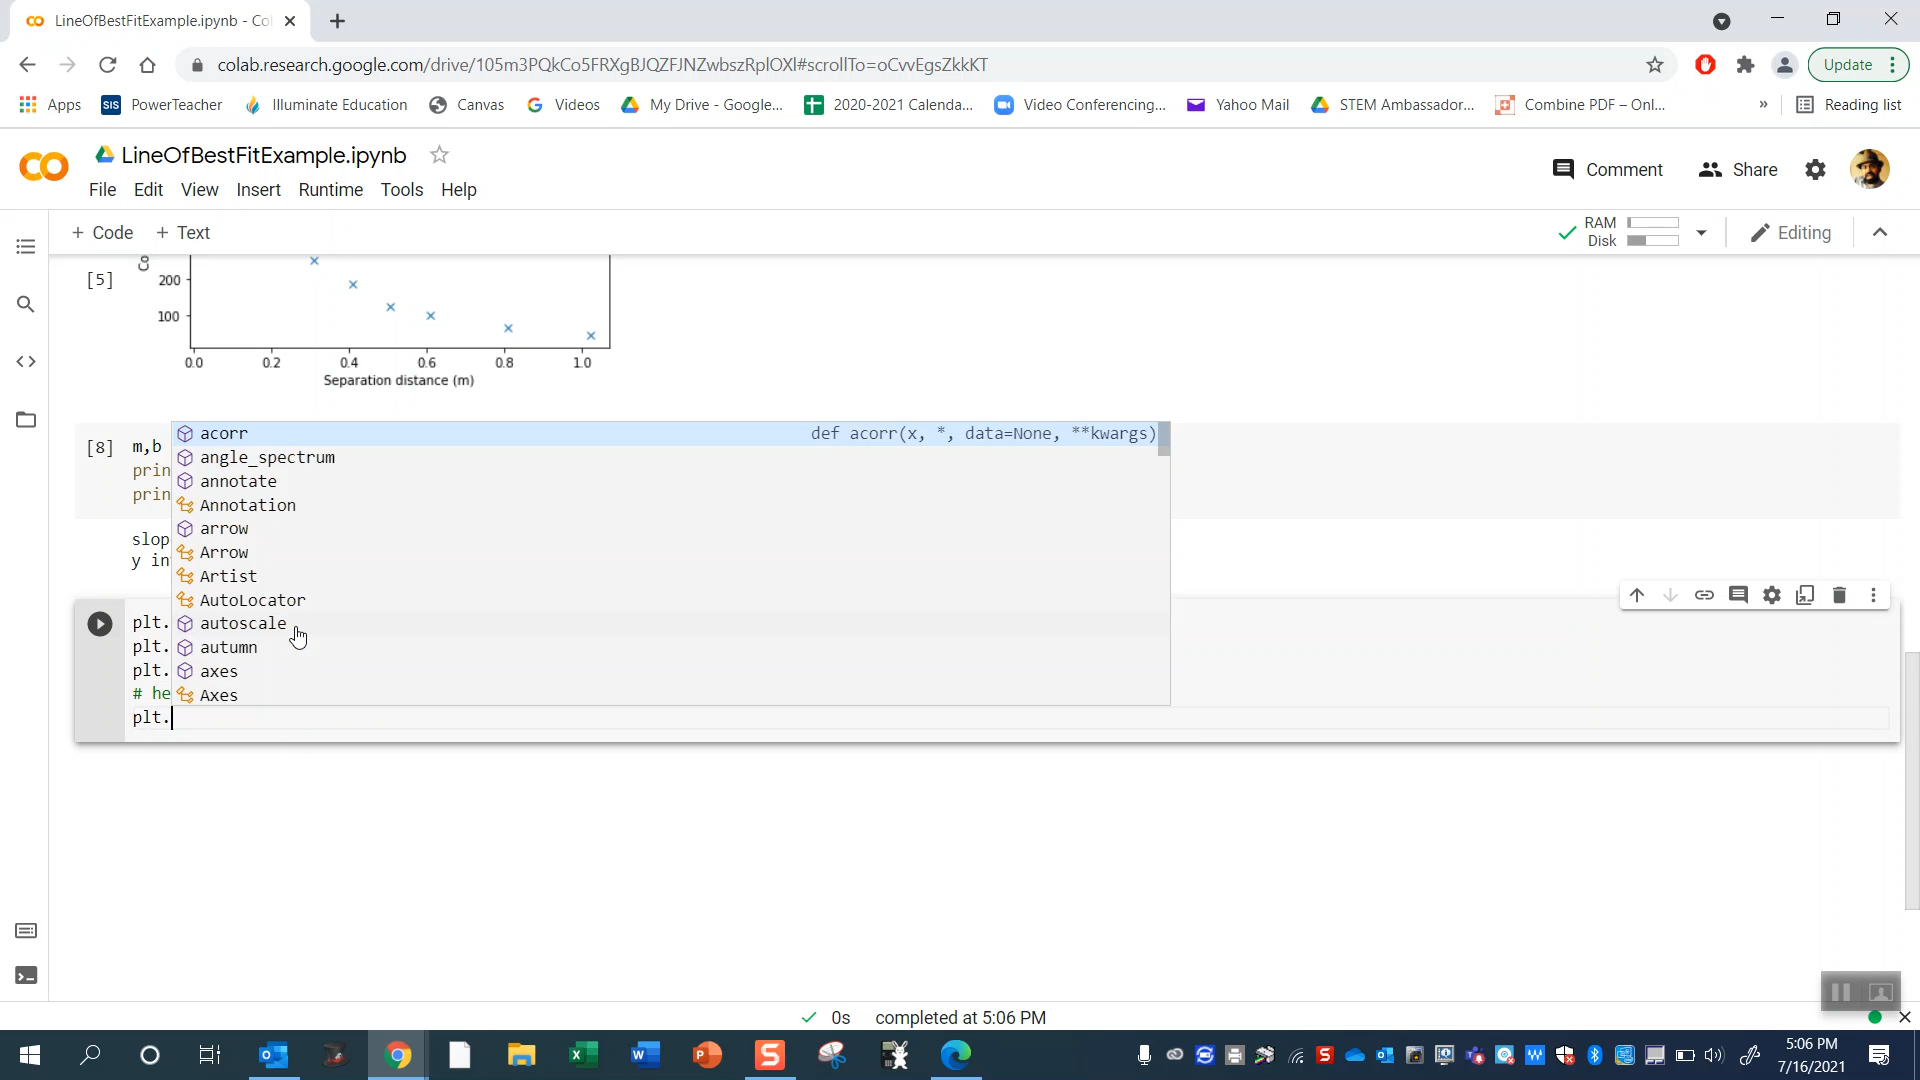 LineOfBestFitExample.ipynb - Co
colab.research.google.com/drive/105m3PQkCo5FRXgBJQZFJNZwbszRplOXl#scrollTo=oCvvEgsZkkKT
Update
Apps
PowerTeacher
Illuminate Education
Canvas
Videos
My Drive - Google...
2020-2021 Calenda...
Video Conferencing...
Yahoo Mail
STEM Ambassador...
Combine PDF – Onl...
»
Reading list
LineOfBestFitExample.ipynb
Comment
Share
File Edit View Insert Runtime Tools Help
+ Code + Text
RAM
Disk
Editing
[5]
Co
200
100
0.0 0.2 0.4 0.6 0.8 1.0
Separation distance (m)
[8] m,b
prin
prin
slop
y in
acorr def acorr(x, *, data=None, **kwargs)
angle_spectrum
annotate
Annotation
arrow
Arrow
Artist
AutoLocator
autoscale
autumn
axes
Axes
plt.
plt.
plt.
# he
plt.
0s completed at 5:06 PM
5:06 PM
7/16/2021